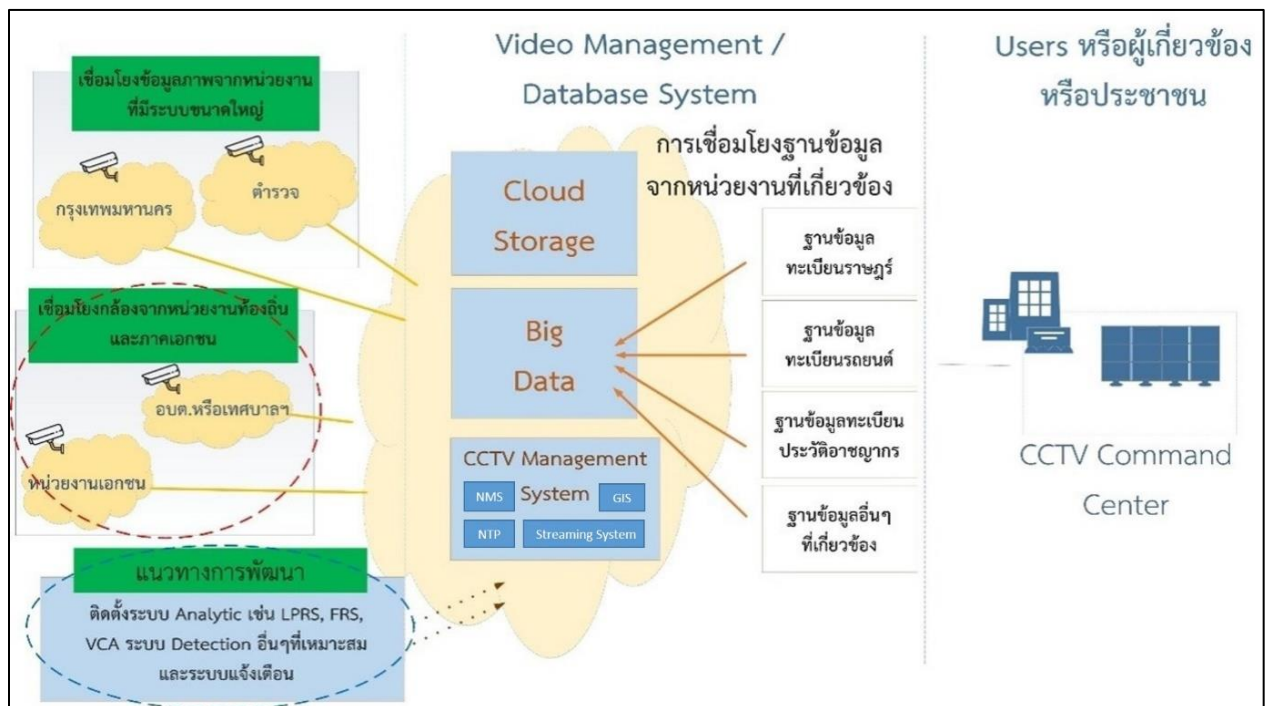 เชื่อมโยงข้อมูลภาพจากหน่วยงาน
ที่มีระบบขนาดใหญ่
กรุงเทพมหานคร
ตำรวจ
เชื่อมโยงกล้องจากหน่วยงานท้องถิ่น
และภาคเอกชน
อบต.หรือเทศบาลฯ
หน่วยงานเอกชน
แนวทางการพัฒนา
ติดตั้งระบบ Analytic เช่น LPRS, FRS,
VCA ระบบ Detection อื่นๆที่เหมาะสม
และระบบแจ้งเตือน
Video Management /
Database System
การเชื่อมโยงฐานข้อมูล
จากหน่วยงานที่เกี่ยวข้อง
Cloud
Storage
Big
Data
CCTV Management
System
NMS
GIS
NTP
Streaming System
ฐานข้อมูล
ทะเบียนราษฎร์
ฐานข้อมูล
ทะเบียนรถยนต์
ฐานข้อมูลทะเบียน
ประวัติอาชญากร
ฐานข้อมูลอื่นๆ
ที่เกี่ยวข้อง
Users หรือผู้เกี่ยวข้อง
หรือประชาชน
CCTV Command
Center